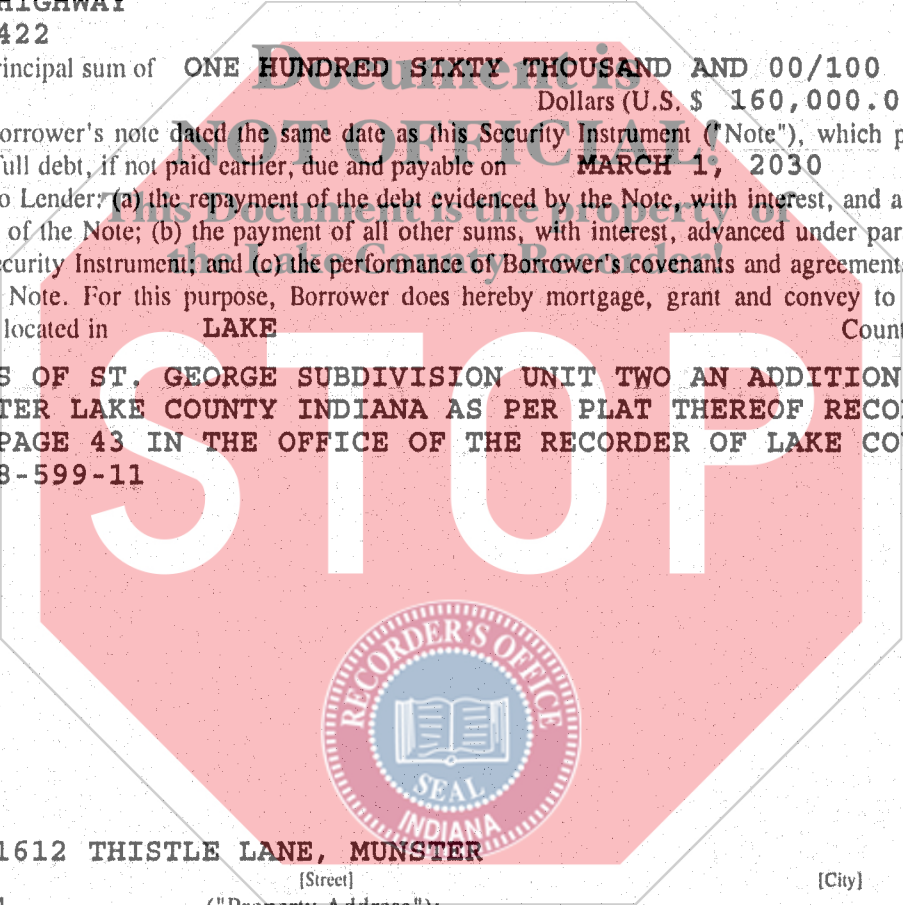 HIGHWAY
422
rincipal sum of ONE HUNDRED SIXTY THOUSAND AND 00/100
Document is
Dollars (U.S. $ 160,000.0
orrower's note dated the same date as this Security Instrument ("Note"), which p
NOT OFFICIAL!
full debt, if not paid earlier, due and payable on MARCH 1, 2030
o Lender: (a) the repayment of the debt evidenced by the Note, with interest, and a
This Document is the property of
of the Note; (b) the payment of all other sums, with interest, advanced under par
the Lake County Recorder!
ecurity Instrument; and (c) the performance of Borrower's covenants and agreements
Note. For this purpose, Borrower does hereby mortgage, grant and convey to
located in LAKE Count
S OF ST. GEORGE SUBDIVISION UNIT TWO AN ADDITION
TER LAKE COUNTY INDIANA AS PER PLAT THEREOF RECO
PAGE 43 IN THE OFFICE OF THE RECORDER OF LAKE CO
8-599-11
STOP
RECORDER'S OFFICE
SEAL
INDIANA
1612 THISTLE LANE, MUNSTER
[Street] [City]
("Property Address");